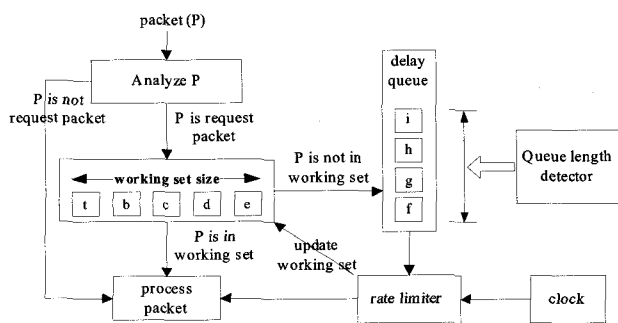 packet (P)
Analyze P
P is not
request packet
P is request
packet
working set size
t b c d e
P is not in
working set
delay
queue
i
h
g
f
Queue length
detector
P is in
working set
update
working set
process
packet
rate limiter
clock